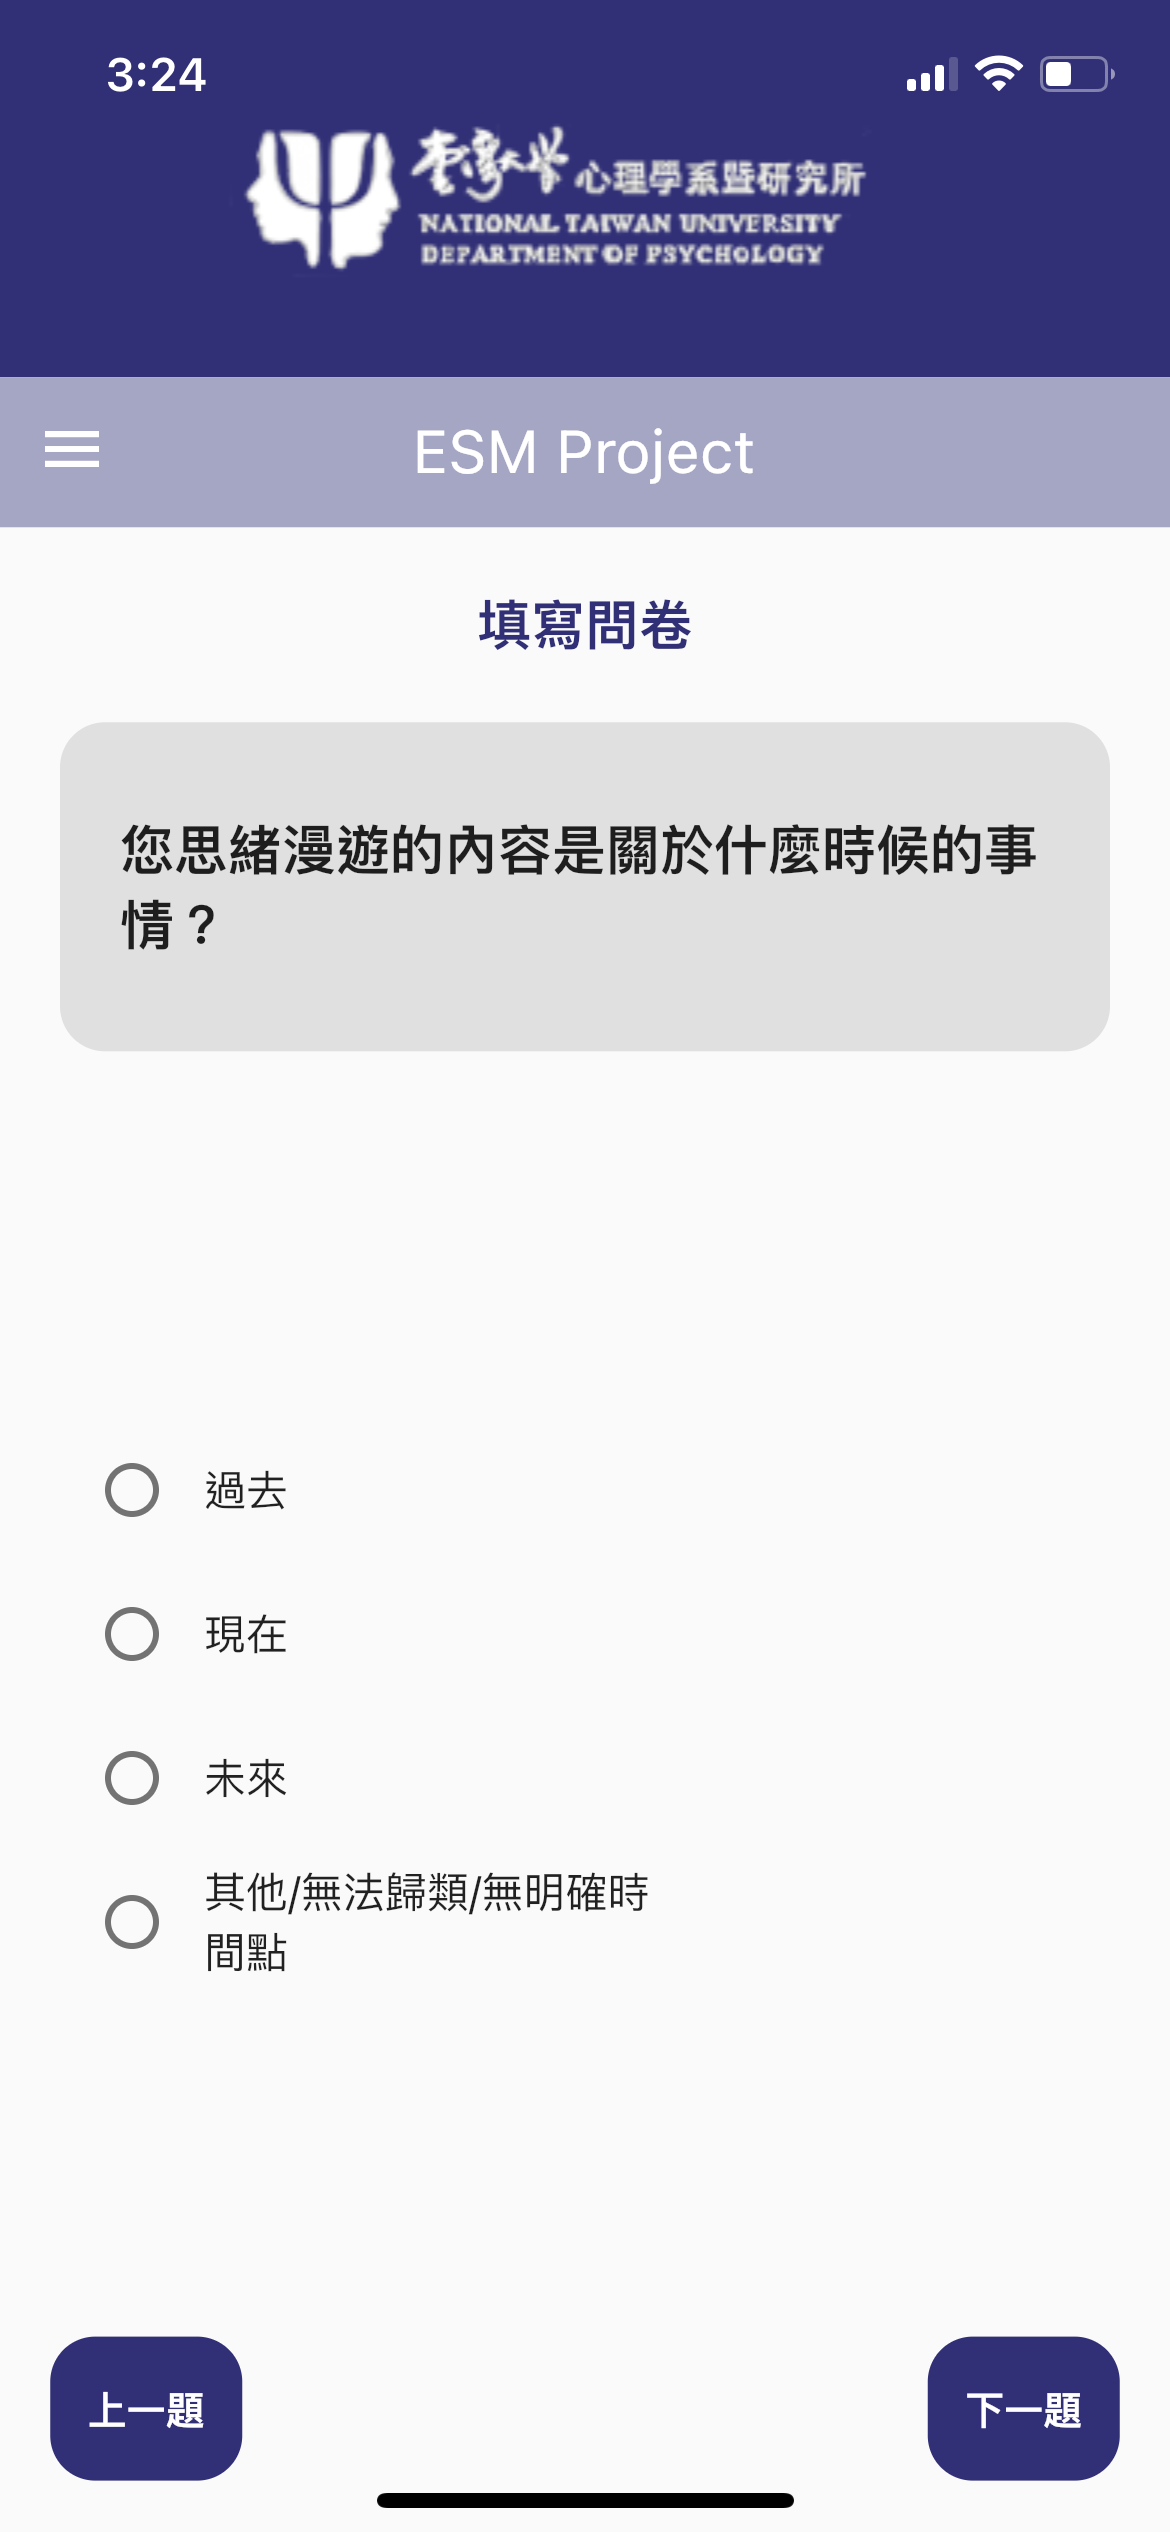 3:24
臺灣大學 心理學系暨研究所
NATIONAL TAIWAN UNIVERSITY
DEPARTMENT OF PSYCHOLOGY
ESM Project
填寫問卷
您思緒漫遊的內容是關於什麼時候的事
情？
過去
現在
未來
其他/無法歸類/無明確時
間點
上一題
下一題